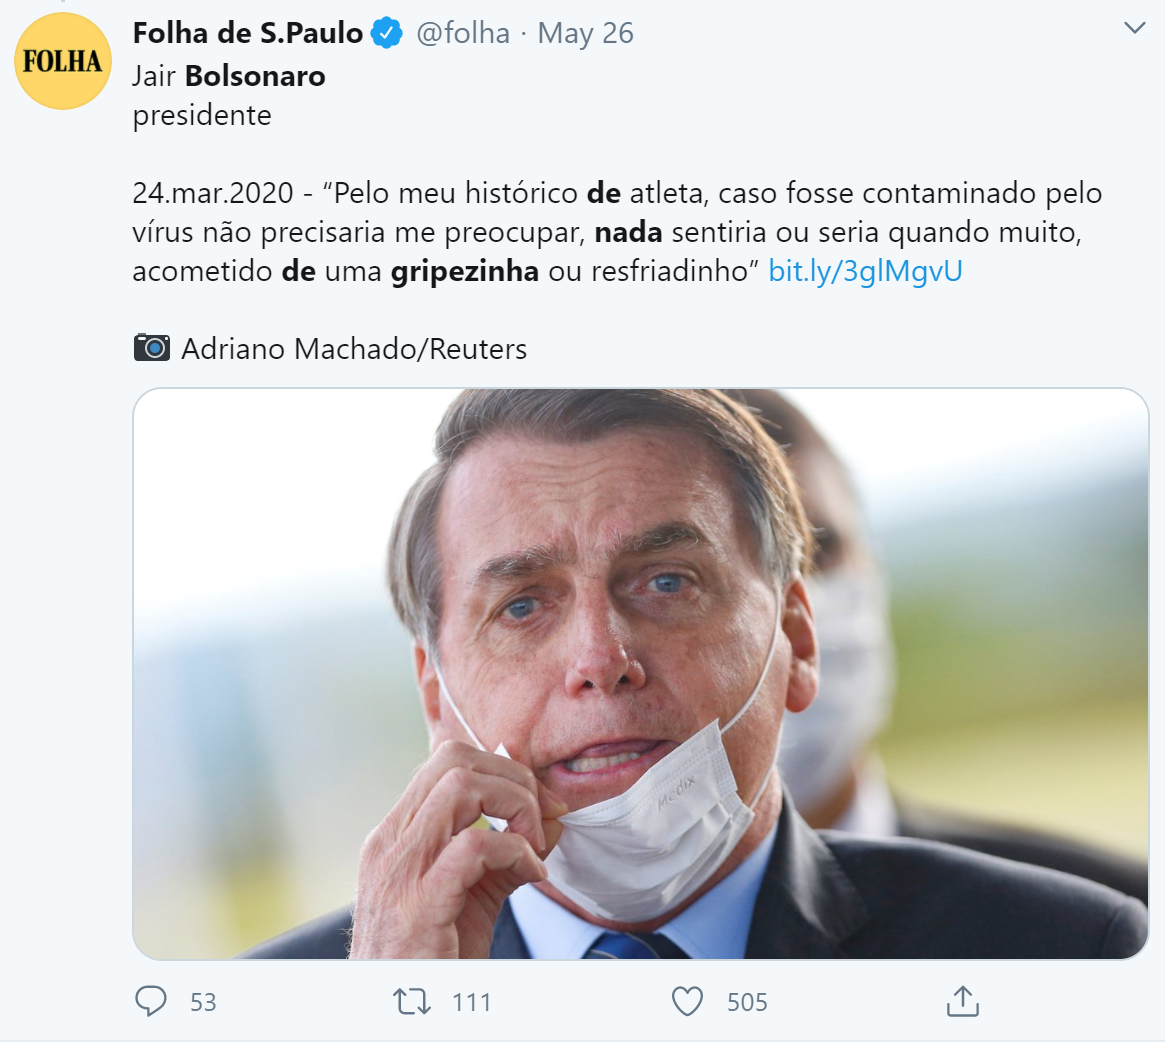 FOLHA
Folha de S.Paulo @folha · May 26
Jair Bolsonaro
presidente
24.mar.2020 - “Pelo meu histórico de atleta, caso fosse contaminado pelo
vírus não precisaria me preocupar, nada sentiria ou seria quando muito,
acometido de uma gripezinha ou resfriadinho” bit.ly/3glMgvU
Adriano Machado/Reuters
Medix
53 111 505